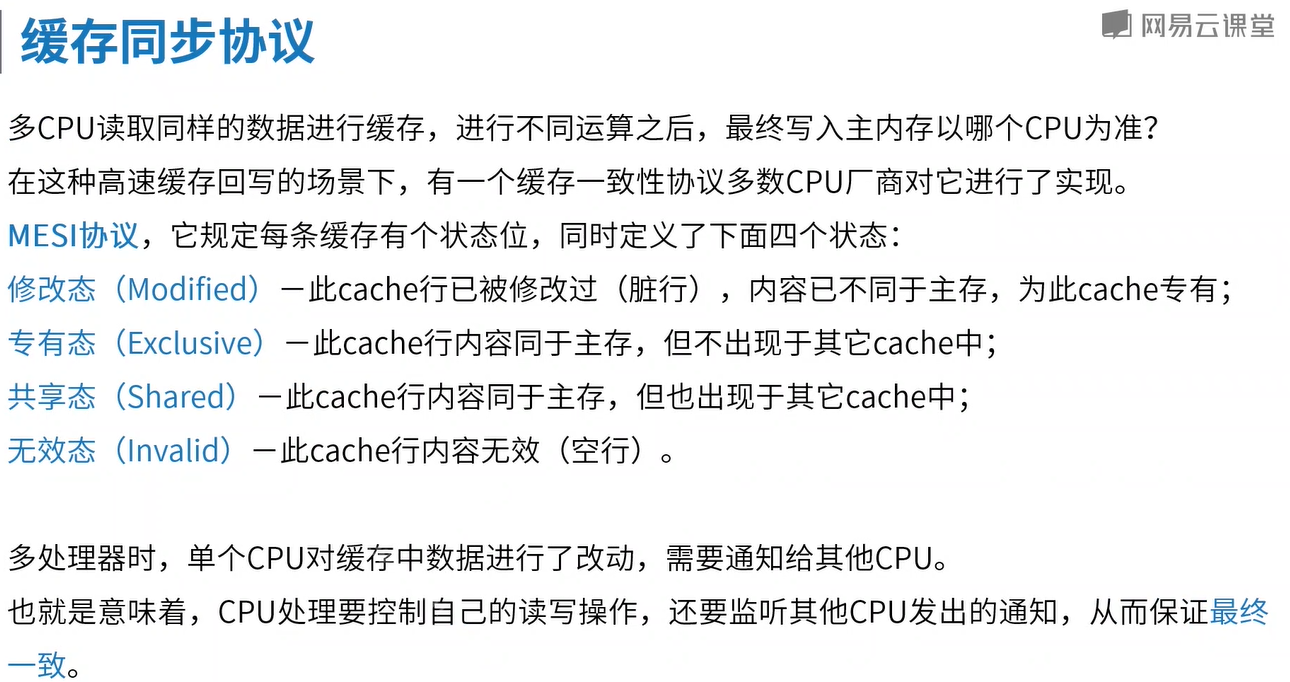 缓存同步协议
网易云课堂
多CPU读取同样的数据进行缓存，进行不同运算之后，最终写入主内存以哪个CPU为准？
在这种高速缓存回写的场景下，有一个缓存一致性协议多数CPU厂商对它进行了实现。
MESI协议，它规定每条缓存有个状态位，同时定义了下面四个状态：
修改态（Modified）－此cache行已被修改过（脏行），内容已不同于主存，为此cache专有；
专有态（Exclusive）－此cache行内容同于主存，但不出现于其它cache中；
共享态（Shared）－此cache行内容同于主存，但也出现于其它cache中；
无效态（Invalid）－此cache行内容无效（空行）。
多处理器时，单个CPU对缓存中数据进行了改动，需要通知给其他CPU。
也就是意味着，CPU处理要控制自己的读写操作，还要监听其他CPU发出的通知，从而保证最终
一致。